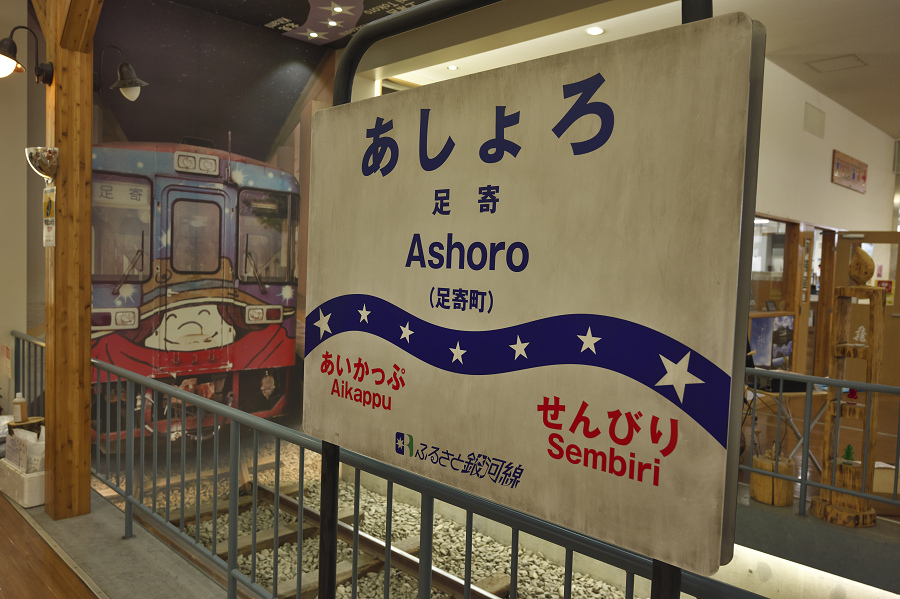 あしょろ
足寄
Ashoro
(足寄町)
あいかっぷ
Aikappu
せんびり
Sembiri
ふるさと銀河線
足寄